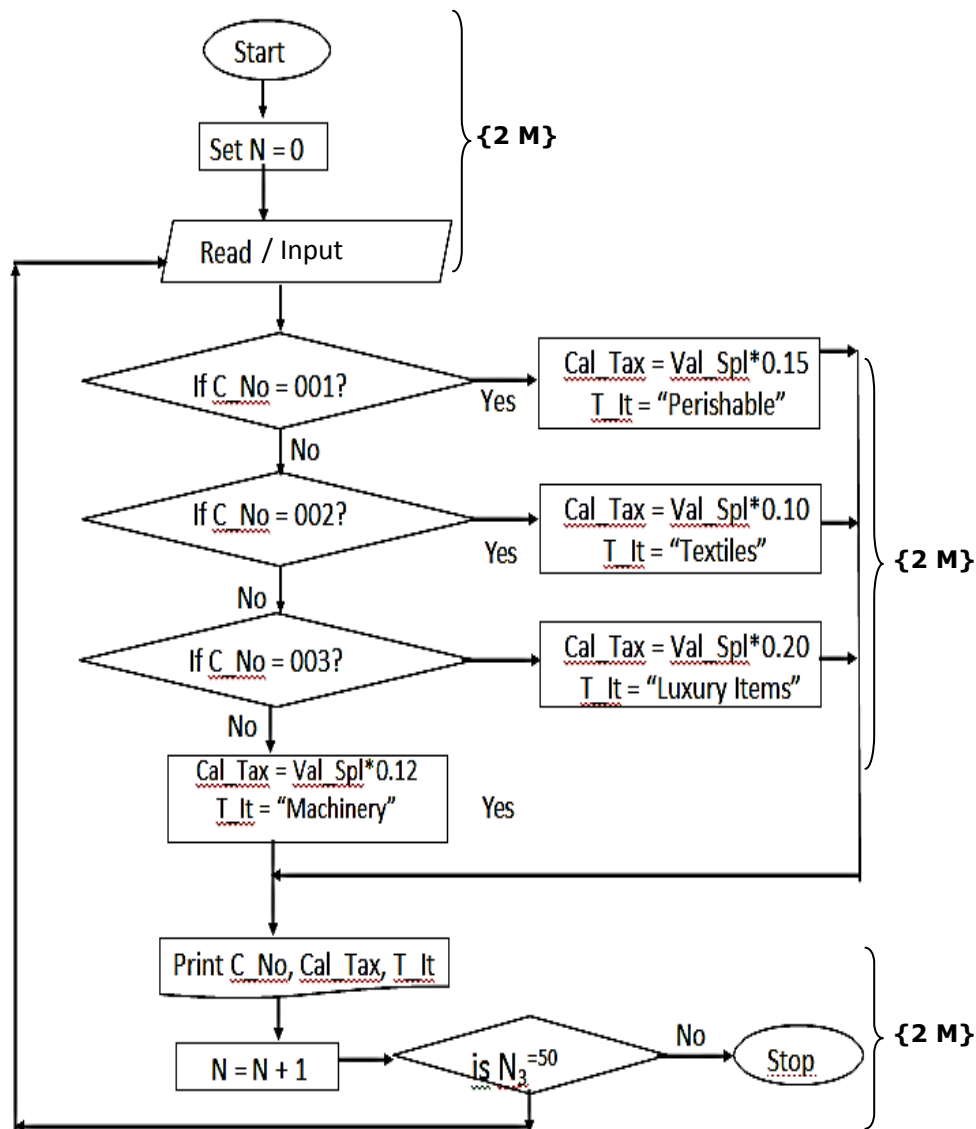 Start
{2 M}
Set N = 0
Read / Input
If C_No = 001?
Yes
Cal_Tax = Val_Spl*0.15
T_It = “Perishable”
No
If C_No = 002?
Yes
Cal_Tax = Val_Spl*0.10
T_It = “Textiles”
{2 M}
No
If C_No = 003?
Cal_Tax = Val_Spl*0.20
T_It = “Luxury Items”
No
Cal_Tax = Val_Spl*0.12
T_It = “Machinery”
Yes
Print C_No, Cal_Tax, T_It
N = N + 1
is N3=50
No
Stop
{2 M}